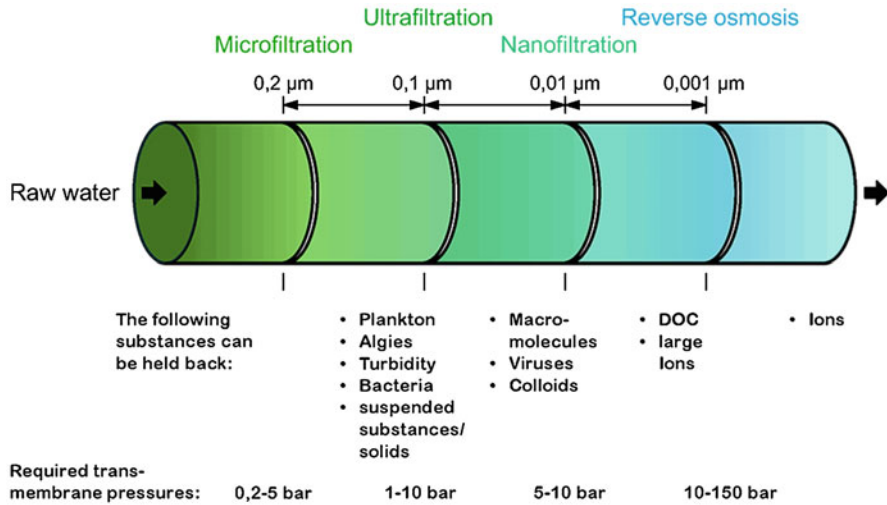 Ultrafiltration
Reverse osmosis
Microfiltration
Nanofiltration
0,2 µm
0,1 µm
0,01 µm
0,001 µm
Raw water
The following
substances can
be held back:
• Plankton
• Algies
• Turbidity
• Bacteria
• suspended
substances/
solids
• Macro-
molecules
• Viruses
• Colloids
• DOC
• large
Ions
• Ions
Required trans-
membrane pressures:
0,2-5 bar
1-10 bar
5-10 bar
10-150 bar